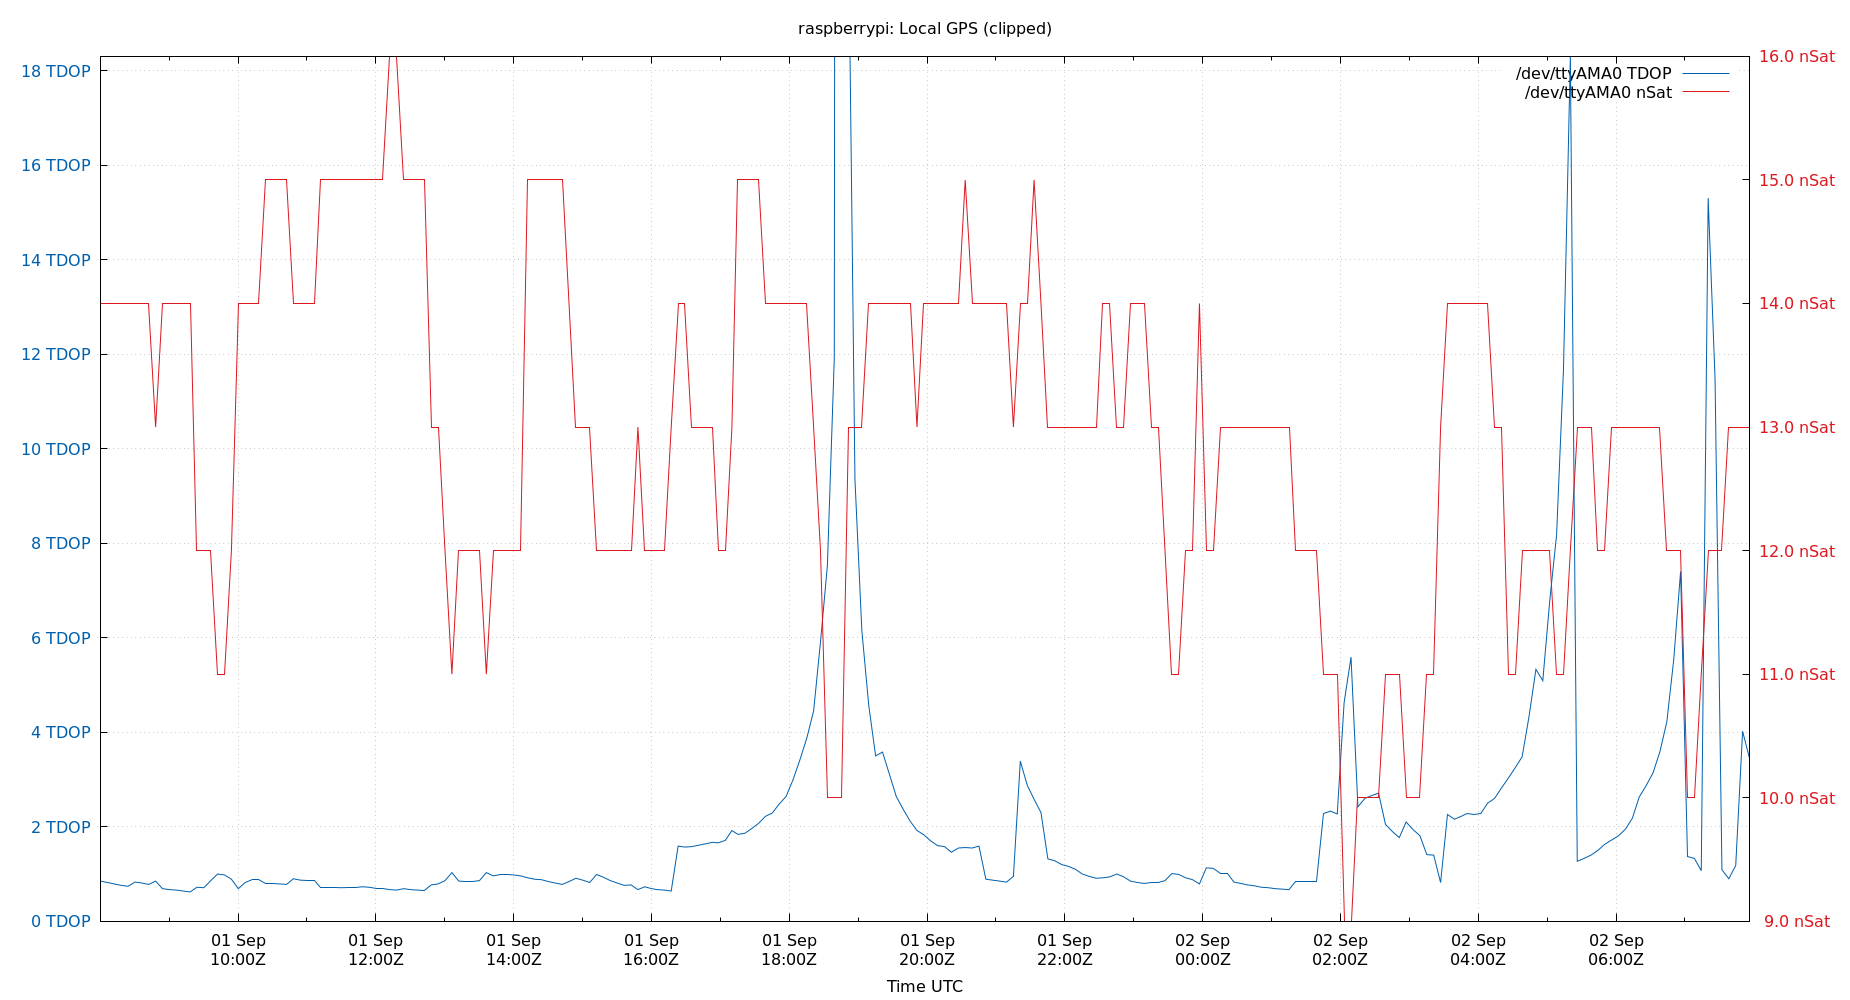 raspberrypi: Local GPS (clipped)
18 TDOP
16 TDOP
14 TDOP
12 TDOP
10 TDOP
8 TDOP
6 TDOP
4 TDOP
2 TDOP
0 TDOP
/dev/ttyAMA0 TDOP
/dev/ttyAMA0 nSat
16.0 nSat
15.0 nSat
14.0 nSat
13.0 nSat
12.0 nSat
11.0 nSat
10.0 nSat
9.0 nSat
01 Sep 01 Sep 01 Sep 01 Sep 01 Sep 01 Sep 01 Sep 02 Sep 02 Sep 02 Sep 02 Sep
10:00Z 12:00Z 14:00Z 16:00Z 18:00Z 20:00Z 22:00Z 00:00Z 02:00Z 04:00Z 06:00Z
Time UTC